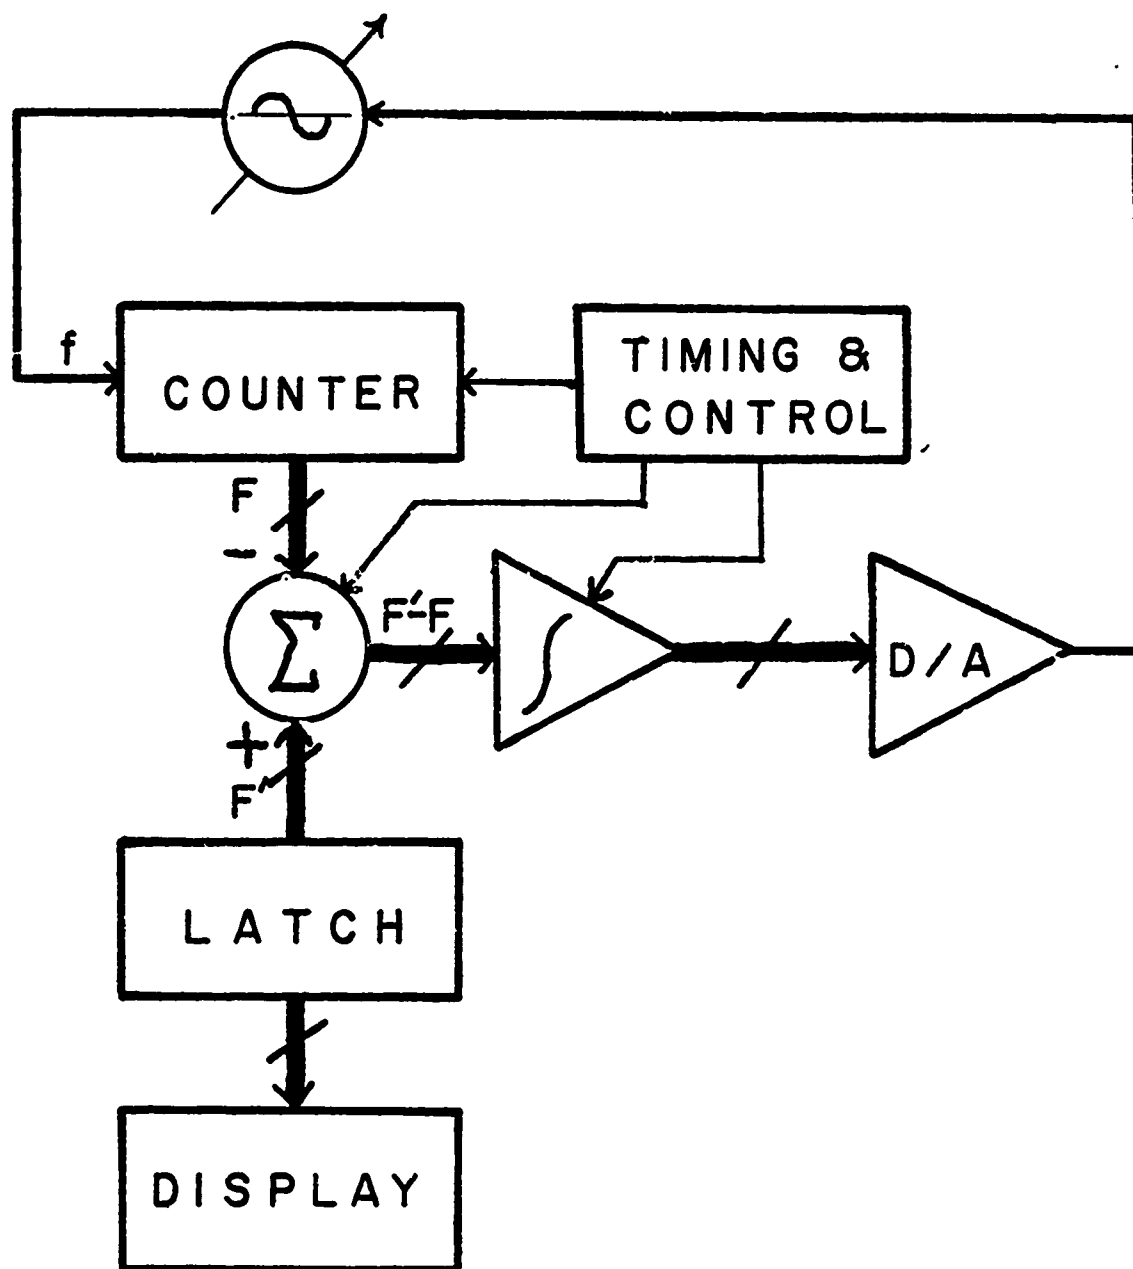 f
COUNTER
TIMING &
CONTROL
F
−
Σ
F'-F
∫
D/A
+
F'
LATCH
DISPLAY